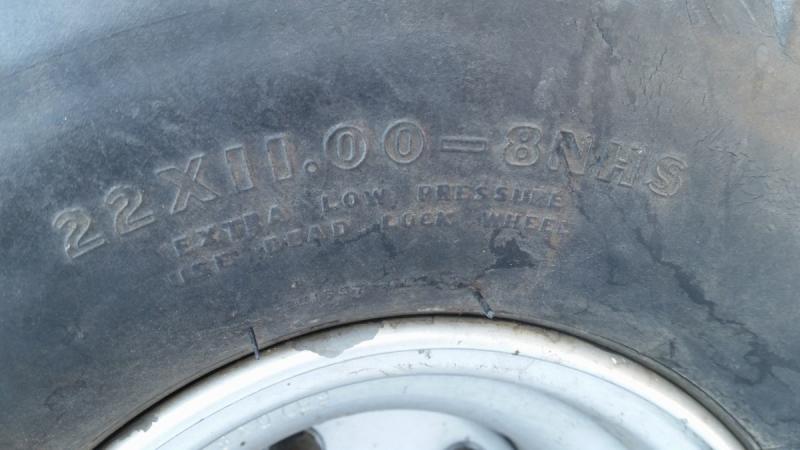 22X11.00-8NHS
EXTRA LOW PRESSURE
USE BEAD LOCK WHEEL